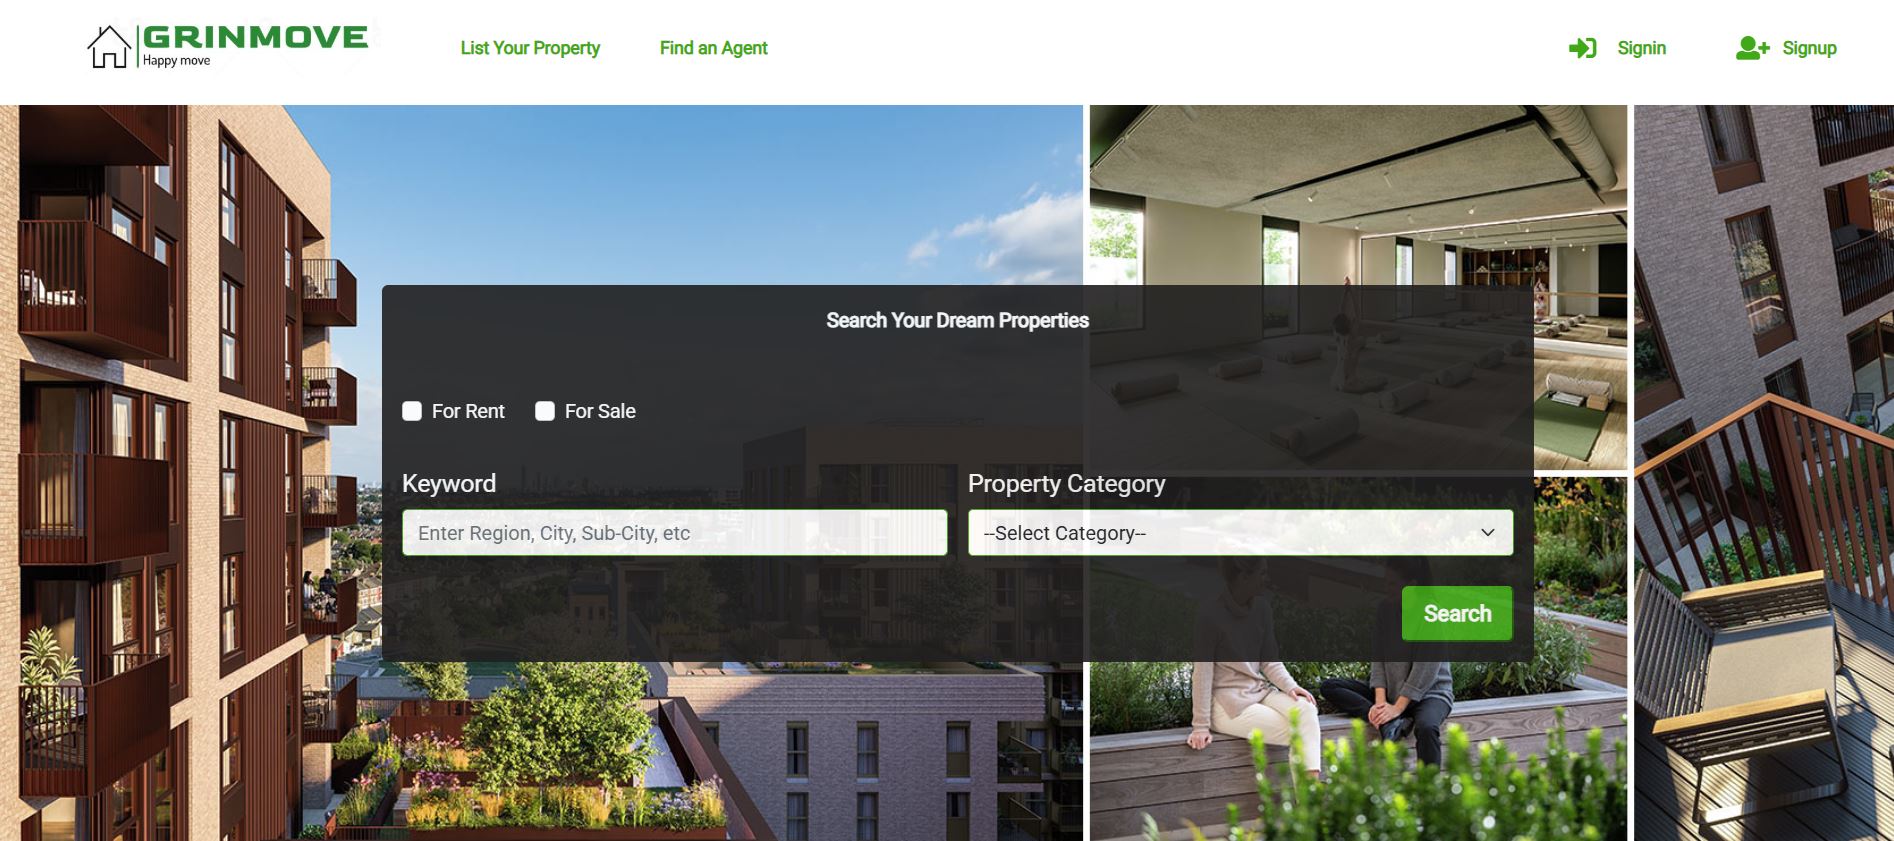 GRINMOVE
Happy move
List Your Property
Find an Agent
Signin
Signup
Search Your Dream Properties
For Rent
For Sale
Keyword
Property Category
Enter Region, City, Sub-City, etc
--Select Category--
Search